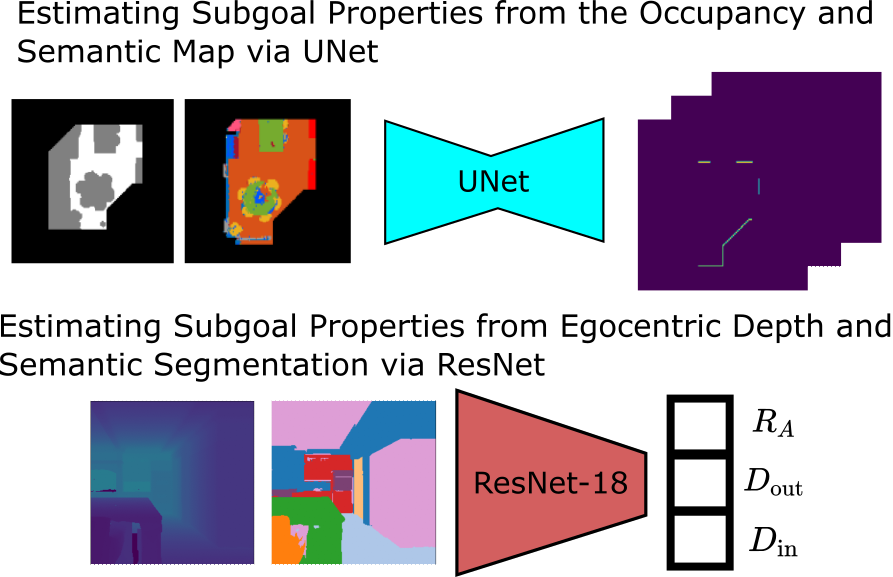 Estimating Subgoal Properties from the Occupancy and
Semantic Map via UNet
UNet
Estimating Subgoal Properties from Egocentric Depth and
Semantic Segmentation via ResNet
ResNet-18
R_A
D_out
D_in